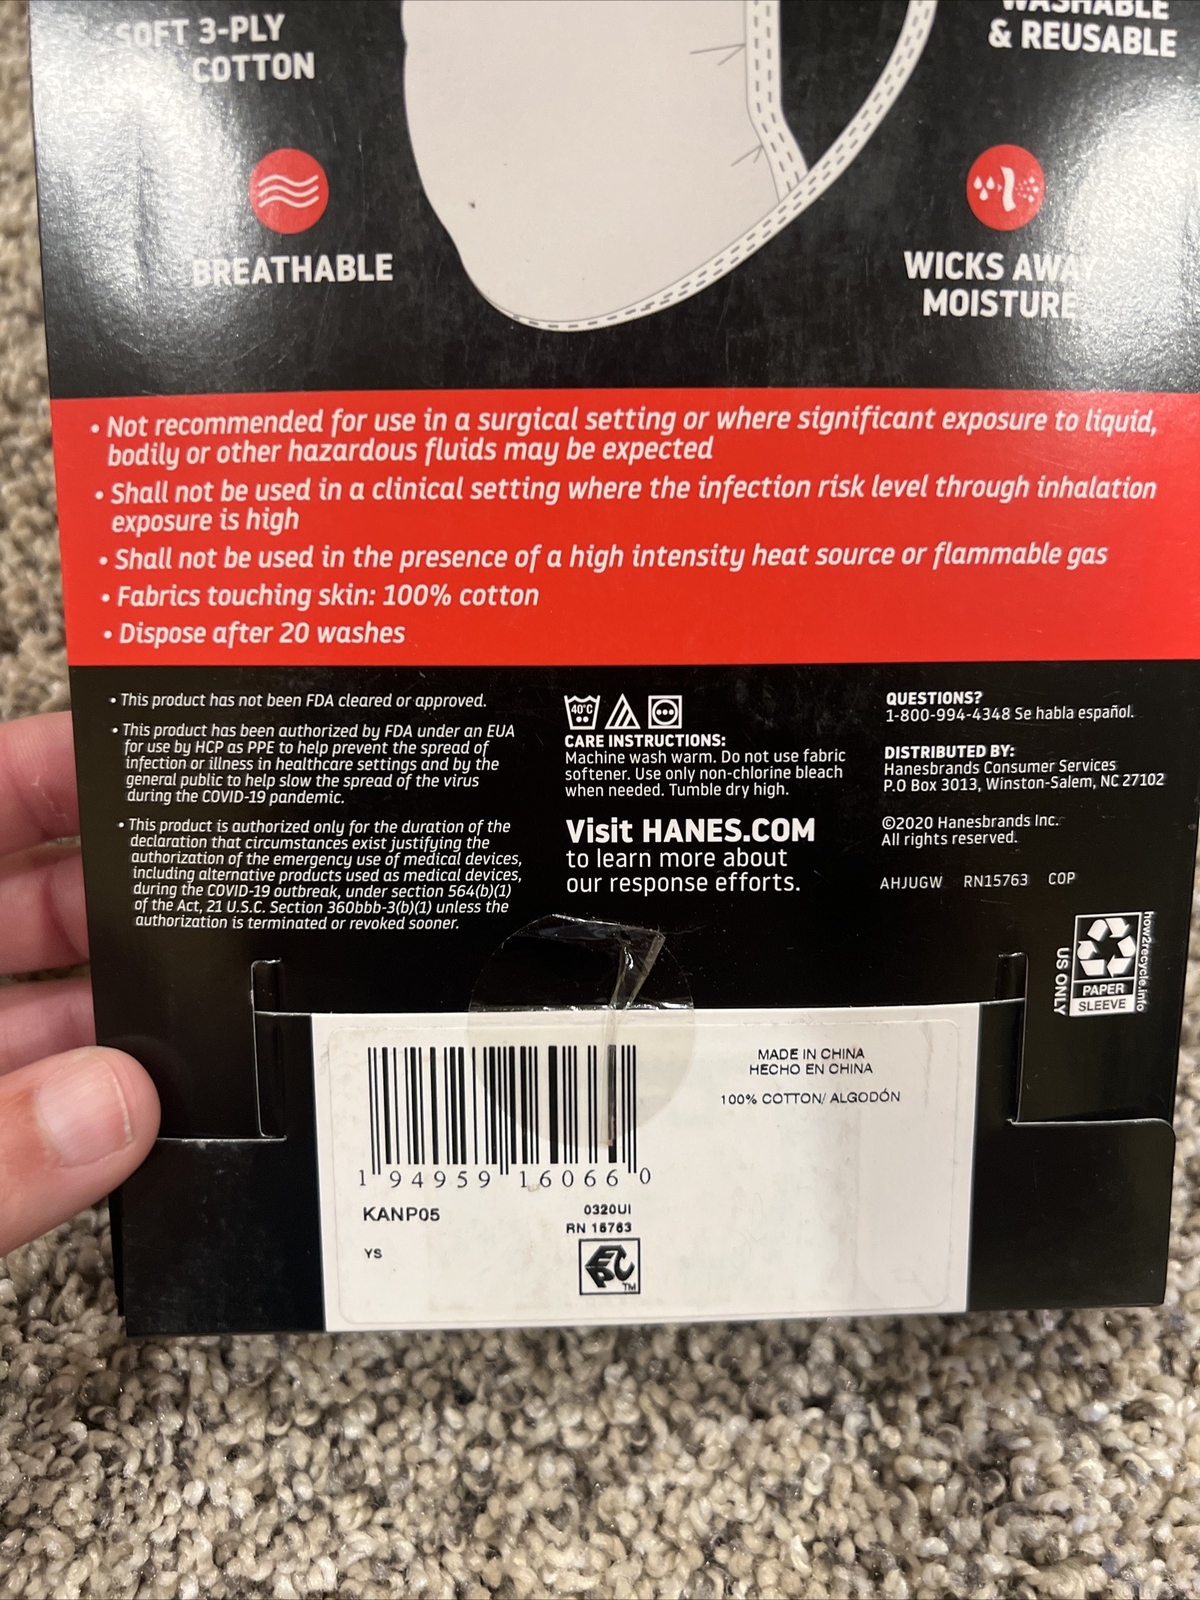 SOFT 3-PLY
COTTON
WASHABLE
& REUSABLE
BREATHABLE
WICKS AWAY
MOISTURE
• Not recommended for use in a surgical setting or where significant exposure to liquid,
bodily or other hazardous fluids may be expected
• Shall not be used in a clinical setting where the infection risk level through inhalation
exposure is high
• Shall not be used in the presence of a high intensity heat source or flammable gas
• Fabrics touching skin: 100% cotton
• Dispose after 20 washes
• This product has not been FDA cleared or approved.
• This product has been authorized by FDA under an EUA
for use by HCP as PPE to help prevent the spread of
infection or illness in healthcare settings and by the
general public to help slow the spread of the virus
during the COVID-19 pandemic.
• This product is authorized only for the duration of the
declaration that circumstances exist justifying the
authorization of the emergency use of medical devices,
including alternative products used as medical devices,
during the COVID-19 outbreak, under section 564(b)(1)
of the Act, 21 U.S.C. Section 360bbb-3(b)(1) unless the
authorization is terminated or revoked sooner.
40°C
CARE INSTRUCTIONS:
Machine wash warm. Do not use fabric
softener. Use only non-chlorine bleach
when needed. Tumble dry high.
Visit HANES.COM
to learn more about
our response efforts.
QUESTIONS?
1-800-994-4348 Se habla español.
DISTRIBUTED BY:
Hanesbrands Consumer Services
P.O Box 3013, Winston-Salem, NC 27102
©2020 Hanesbrands Inc.
All rights reserved.
AHJUGW RN15763 COP
US ONLY
PAPER
SLEEVE
how2recycle.info
1 94959 16066 0
KANP05
YS
0320UI
RN 15763
EPC
TM
MADE IN CHINA
HECHO EN CHINA
100% COTTON/ ALGODÓN